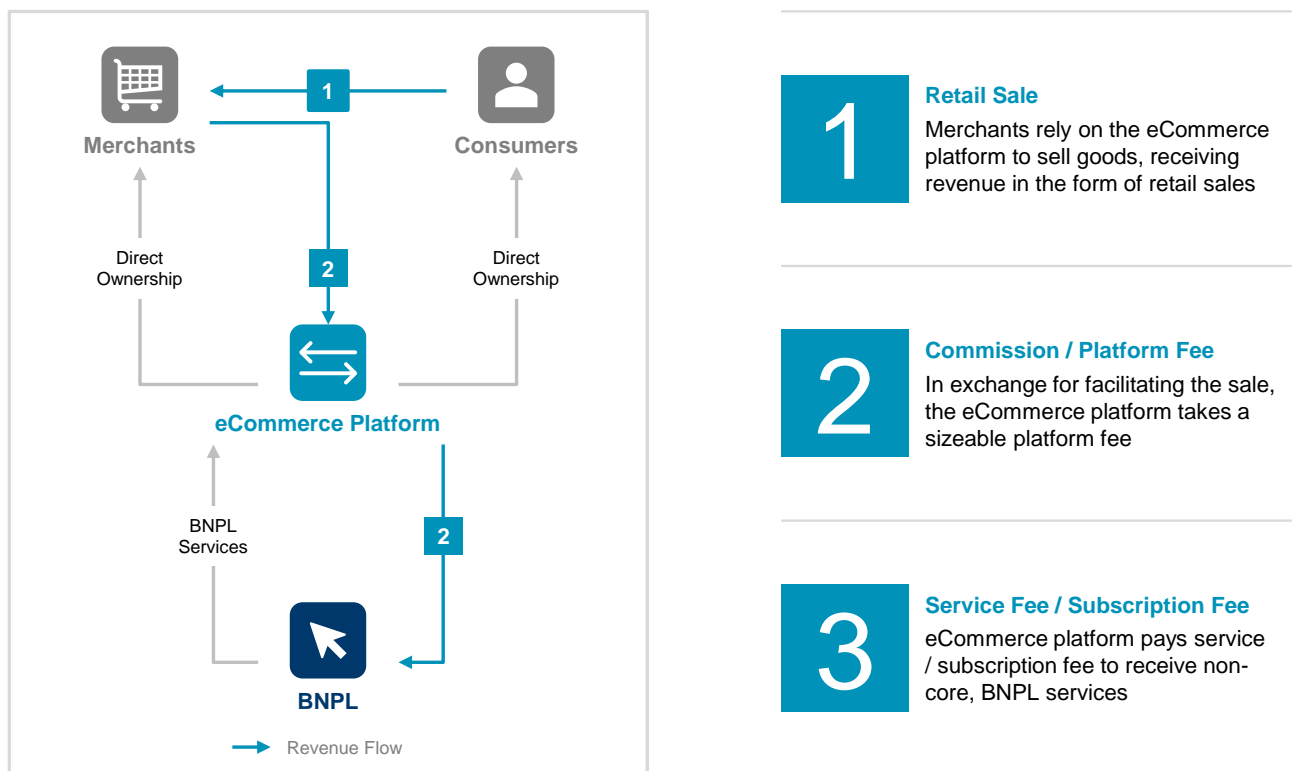 1
Merchants
Consumers
Direct
Ownership
2
Direct
Ownership
eCommerce Platform
BNPL
Services
2
BNPL
Revenue Flow
1
Retail Sale
Merchants rely on the eCommerce
platform to sell goods, receiving
revenue in the form of retail sales
2
Commission / Platform Fee
In exchange for facilitating the sale,
the eCommerce platform takes a
sizeable platform fee
3
Service Fee / Subscription Fee
eCommerce platform pays service
/ subscription fee to receive non-
core, BNPL services